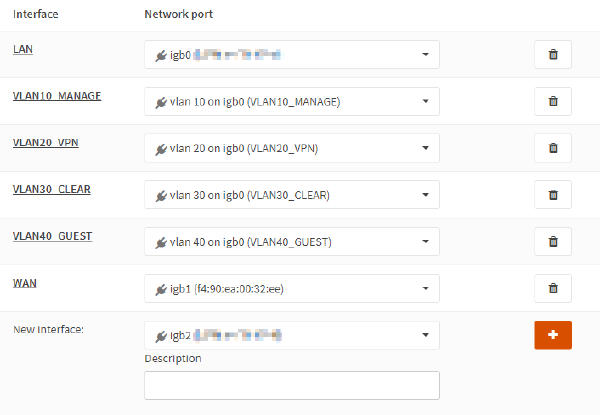 Interface Network port
LAN igb0
VLAN10_MANAGE vlan 10 on igb0 (VLAN10_MANAGE)
VLAN20_VPN vlan 20 on igb0 (VLAN20_VPN)
VLAN30_CLEAR vlan 30 on igb0 (VLAN30_CLEAR)
VLAN40_GUEST vlan 40 on igb0 (VLAN40_GUEST)
WAN igb1 (f4:90:ea:00:32:ee)
New interface: igb2
Description